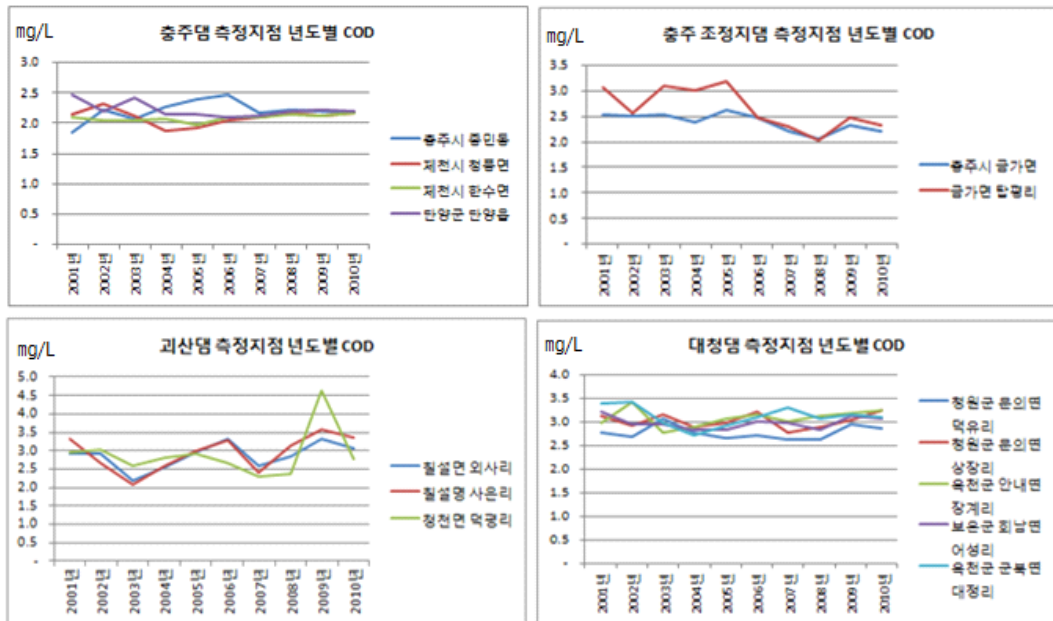 mg/L
충주댐 측정지점 년도별 COD
3.0
2.5
2.0
1.5
1.0
0.5
-
2001년 2002년 2003년 2004년 2005년 2006년 2007년 2008년 2009년 2010년
충주시 종민동
제천시 청풍면
제천시 한수면
단양군 단양읍
mg/L
충주 조정지댐 측정지점 년도별 COD
3.5
3.0
2.5
2.0
1.5
1.0
0.5
-
2001년 2002년 2003년 2004년 2005년 2006년 2007년 2008년 2009년 2010년
충주시 금가면
금가면 탑평리
mg/L
괴산댐 측정지점 년도별 COD
5.0
4.5
4.0
3.5
3.0
2.5
2.0
1.5
1.0
0.5
-
2001년 2002년 2003년 2004년 2005년 2006년 2007년 2008년 2009년 2010년
칠성면 외사리
칠성명 사은리
청천면 덕평리
mg/L
대청댐 측정지점 년도별 COD
4.0
3.5
3.0
2.5
2.0
1.5
1.0
0.5
-
2001년 2002년 2003년 2004년 2005년 2006년 2007년 2008년 2009년 2010년
청원군 문의면
덕유리
청원군 문의면
상장리
옥천군 안내면
장계리
보은군 회남면
어성리
옥천군 군북면
대정리